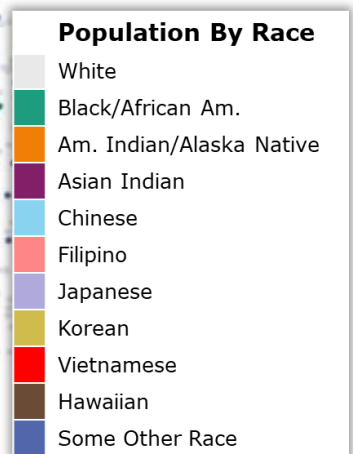 Population By Race
White
Black/African Am.
Am. Indian/Alaska Native
Asian Indian
Chinese
Filipino
Japanese
Korean
Vietnamese
Hawaiian
Some Other Race